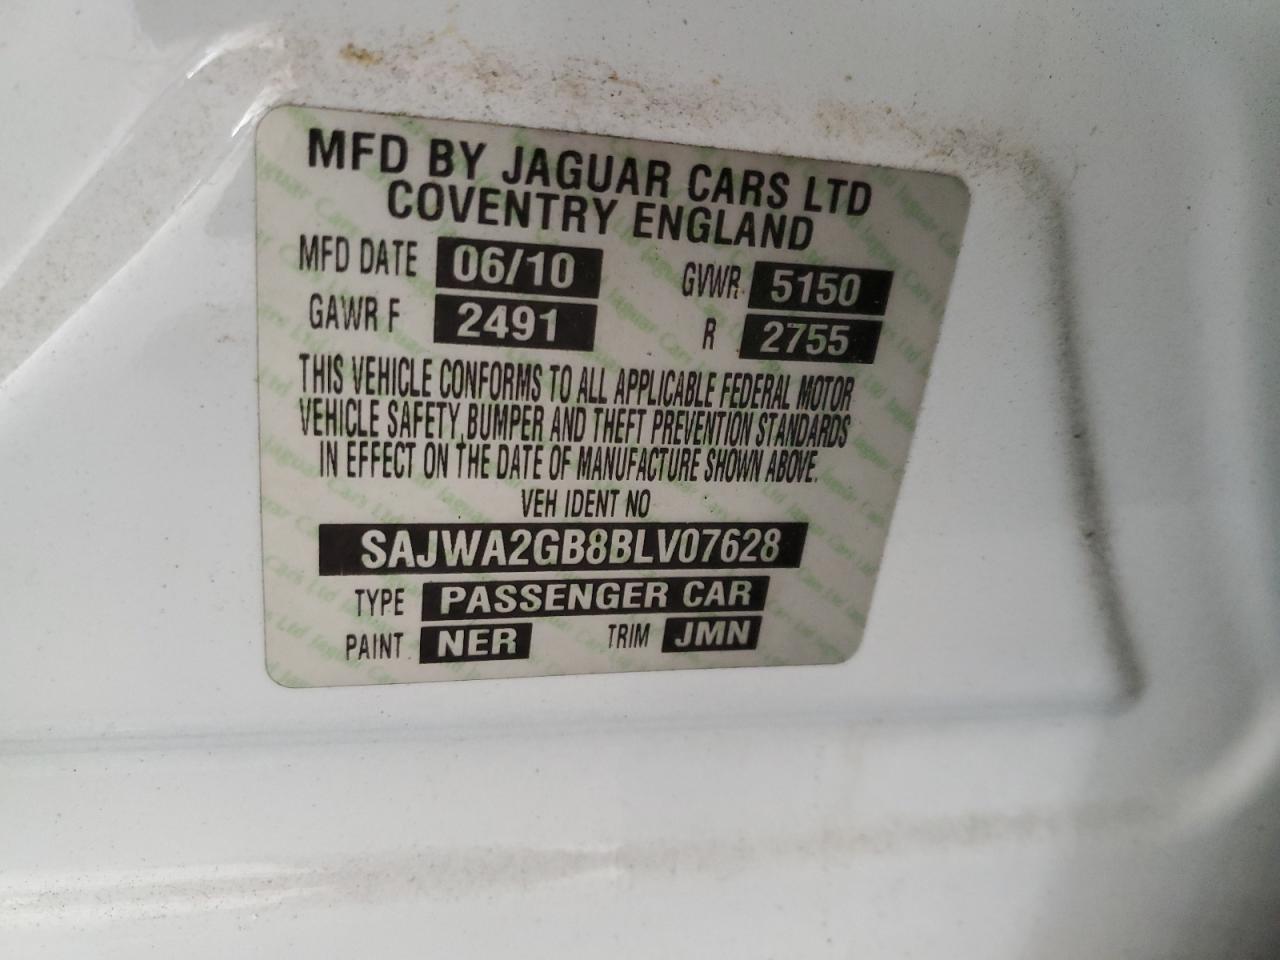 MFD BY JAGUAR CARS LTD
COVENTRY ENGLAND
MFD DATE 06/10 GVWR 5150
GAWR F 2491 R 2755
THIS VEHICLE CONFORMS TO ALL APPLICABLE FEDERAL MOTOR
VEHICLE SAFETY, BUMPER AND THEFT PREVENTION STANDARDS
IN EFFECT ON THE DATE OF MANUFACTURE SHOWN ABOVE.
VEH IDENT NO
SAJWA2GB8BLV07628
TYPE PASSENGER CAR
PAINT NER TRIM JMN